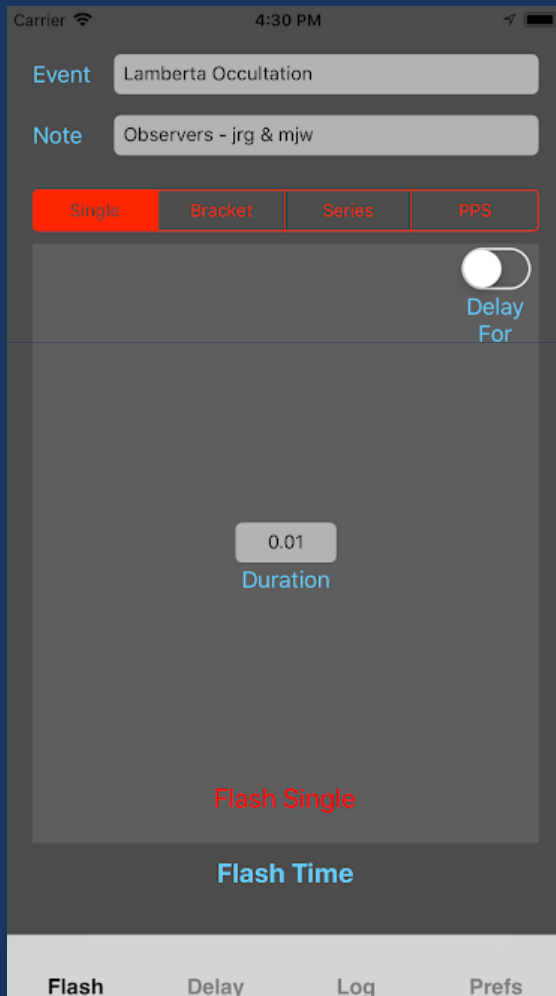 Carrier 4:30 PM
Event Lamberta Occultation
Note Observers - jrg & mjw
Single Bracket Series PPS
Delay
For
0.01
Duration
Flash Single
Flash Time
Flash Delay Log Prefs